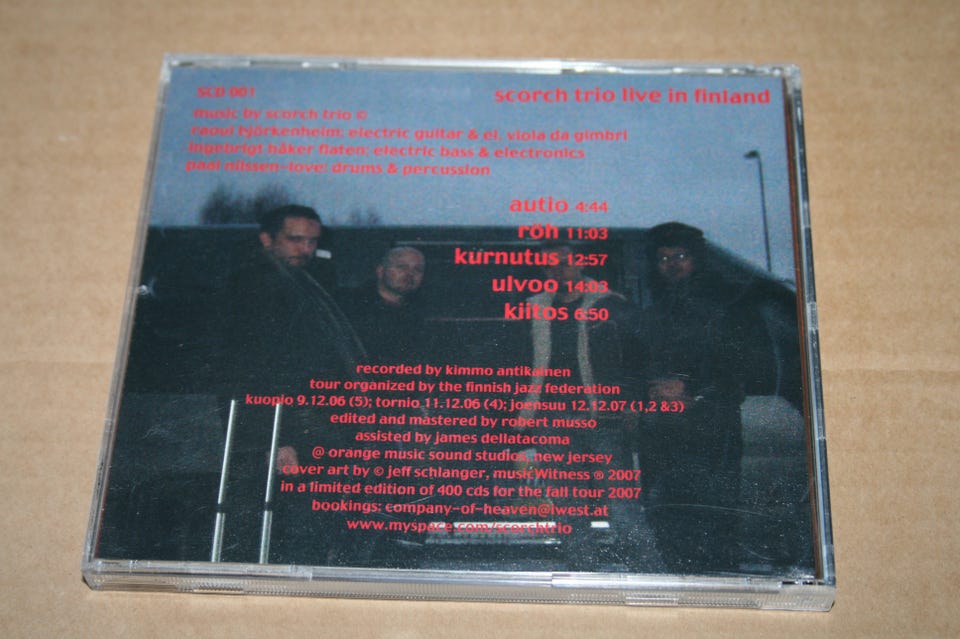 SCD 001
scorch trio live in finland
music by scorch trio ©
raoul björkenheim: electric guitar & el. viola da gimbri
ingebrigt håker flaten: electric bass & electronics
paal nilssen-love: drums & percussion
autio 4:44
röh 11:03
kurnutus 12:57
ulvoo 14:03
kiitos 6:50
recorded by kimmo antikainen
tour organized by the finnish jazz federation
kuopio 9.12.06 (5); tornio 11.12.06 (4); joensuu 12.12.07 (1,2 &3)
edited and mastered by robert musso
assisted by james dellatacoma
@ orange music sound studios, new jersey
cover art by © jeff schlanger, musicWitness ® 2007
in a limited edition of 400 cds for the fall tour 2007
bookings: company-of-heaven@iwest.at
www.myspace.com/scorchtrio